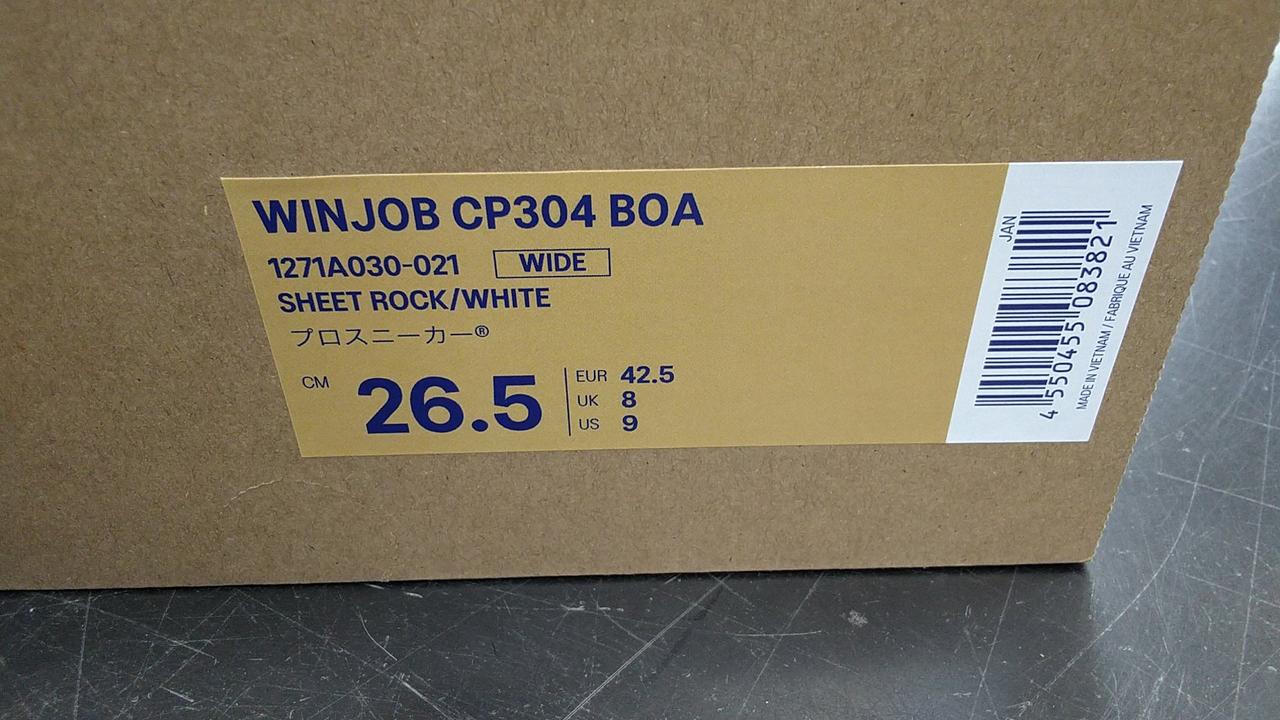 WINJOB CP304 BOA
1271A030-021 WIDE
SHEET ROCK/WHITE
プロスニーカー®
CM 26.5
EUR 42.5
UK 8
US 9
JAN
4 550455 083821
MADE IN VIETNAM / FABRIQUE AU VIETNAM